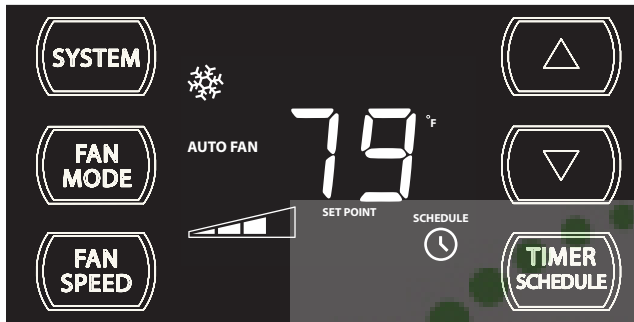 SYSTEM
FAN
MODE
FAN
SPEED
AUTO FAN
79 °F
SET POINT
SCHEDULE
TIMER
SCHEDULE